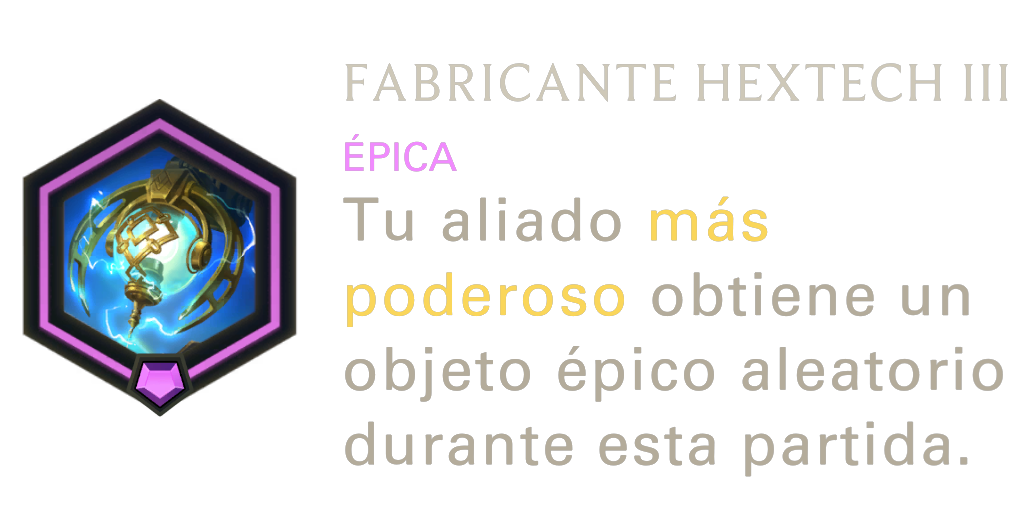 FABRICANTE HEXTECH III
ÉPICA
Tu aliado más
poderoso obtiene un
objeto épico aleatorio
durante esta partida.